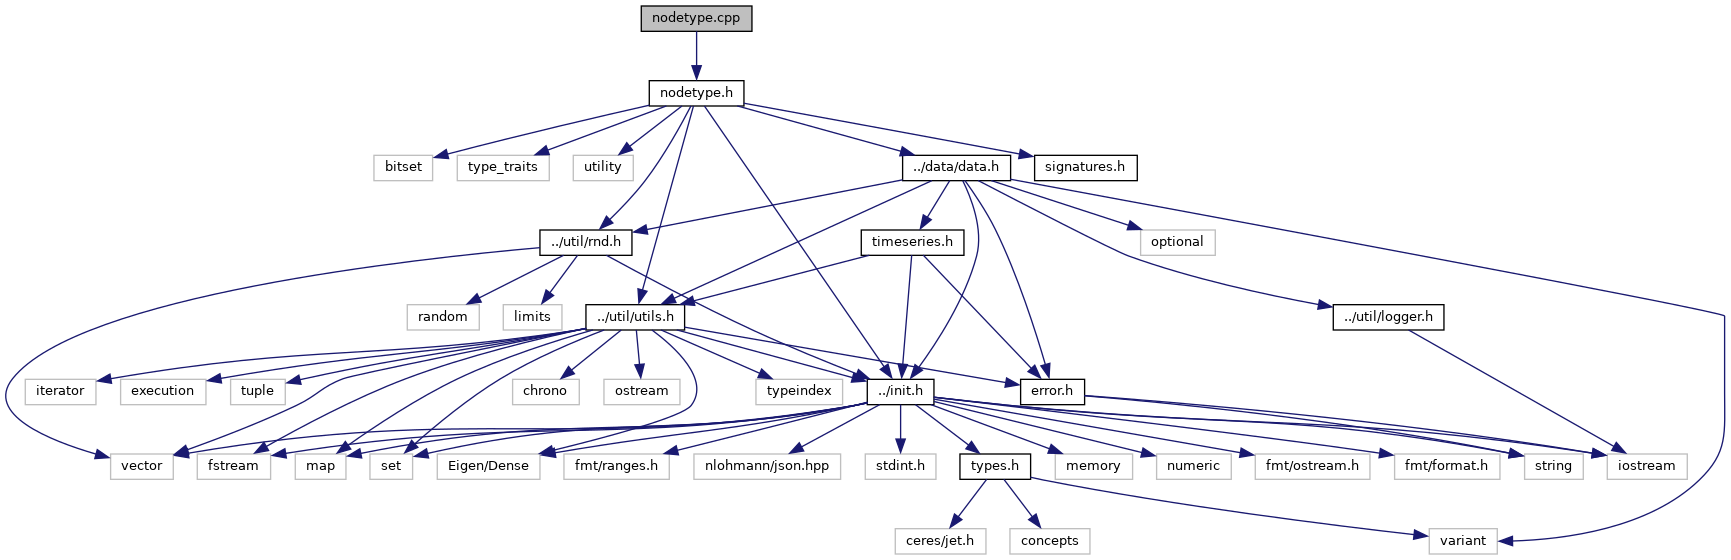 nodetype.cpp
nodetype.h
bitset
type_traits
utility
../data/data.h
signatures.h
../util/rnd.h
timeseries.h
optional
random
limits
../util/utils.h
../util/logger.h
iterator
execution
tuple
chrono
ostream
typeindex
../init.h
error.h
vector
fstream
map
set
Eigen/Dense
fmt/ranges.h
nlohmann/json.hpp
stdint.h
types.h
memory
numeric
fmt/ostream.h
fmt/format.h
string
iostream
ceres/jet.h
concepts
variant